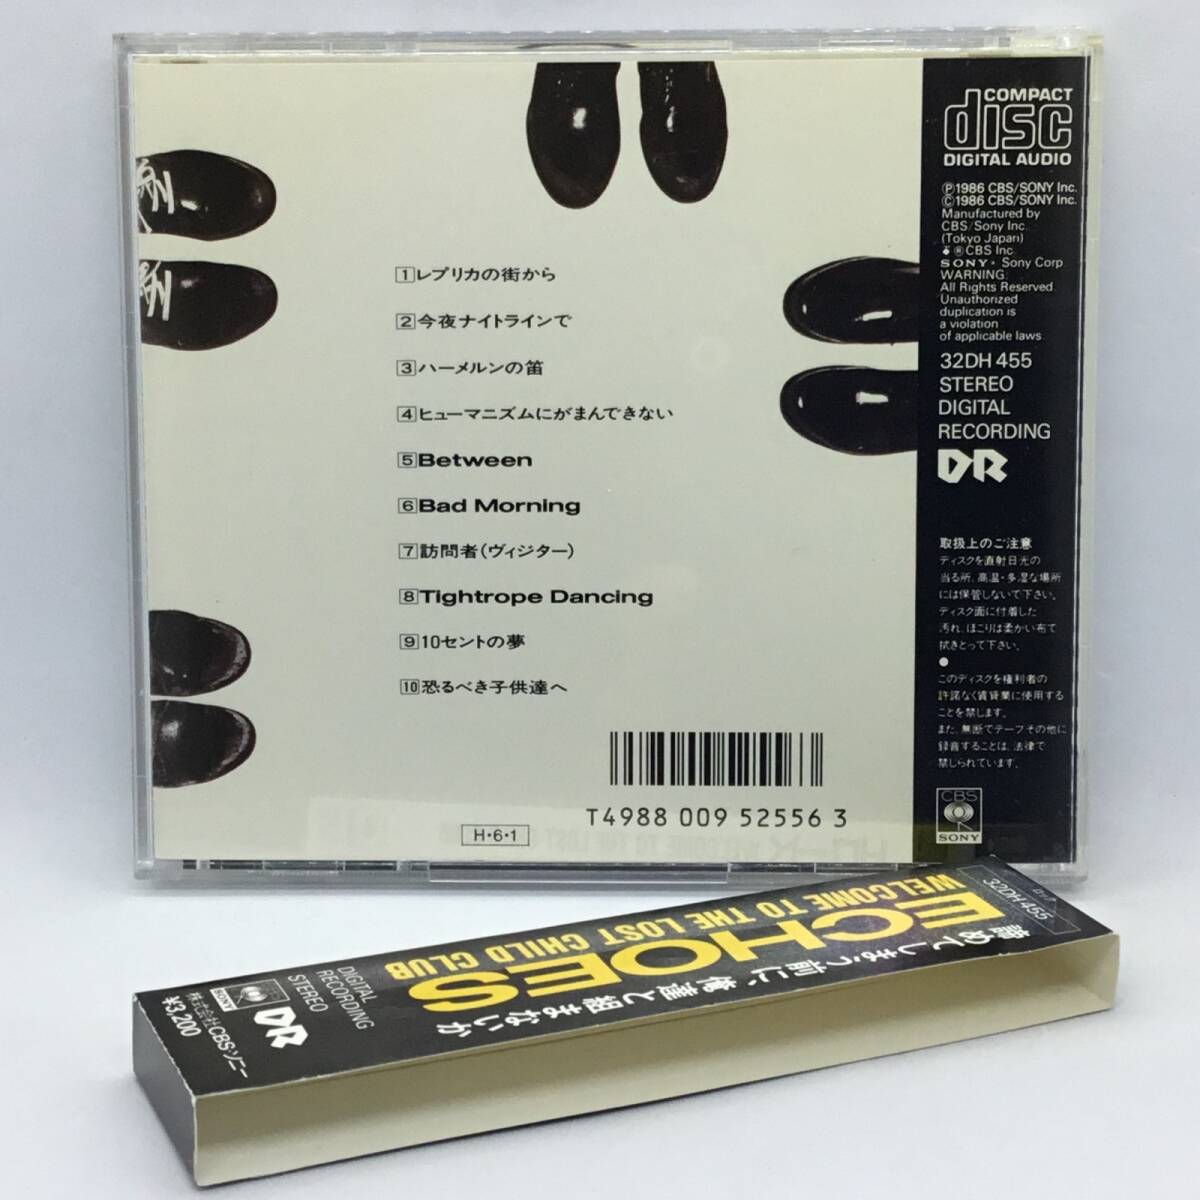 1 レプリカの街から
2 今夜ナイトラインで
3 ハーメルンの笛
4 ヒューマニズムにがまんできない
5 Between
6 Bad Morning
7 訪問者(ヴィジター)
8 Tightrope Dancing
9 10セントの夢
10 恐るべき子供達へ
T4988 009 52556 3
H・6・1
COMPACT
disc
DIGITAL AUDIO
Ⓟ1986 CBS/SONY Inc.
©1986 CBS/SONY Inc.
Manufactured by
CBS/Sony Inc.
(Tokyo Japan)
®CBS Inc.
SONY® Sony Corp.
WARNING.
All Rights Reserved.
Unauthorized
duplication is
a violation
of applicable laws.
32DH 455
STEREO
DIGITAL
RECORDING
DR
取扱上のご注意
ディスクを直射日光の
当る所、高温・多湿な場所
には保管しないで下さい。
ディスク面に付着した
汚れ、ほこりは柔かい布で
拭きとって下さい。
●
このディスクを権利者の
許諾なく賃貸業に使用する
ことを禁じます。
また、無断でテープその他に
録音することは、法律で
禁じられています。
CBS
SONY
ロック
32DH 455
WELCOME TO THE LOST CHILD CLUB
ECHOES
諦めてしまう前に、俺達と組まないか
DIGITAL
RECORDING
STEREO
DR
CBS
SONY
¥3,200
株式会社CBSソニー